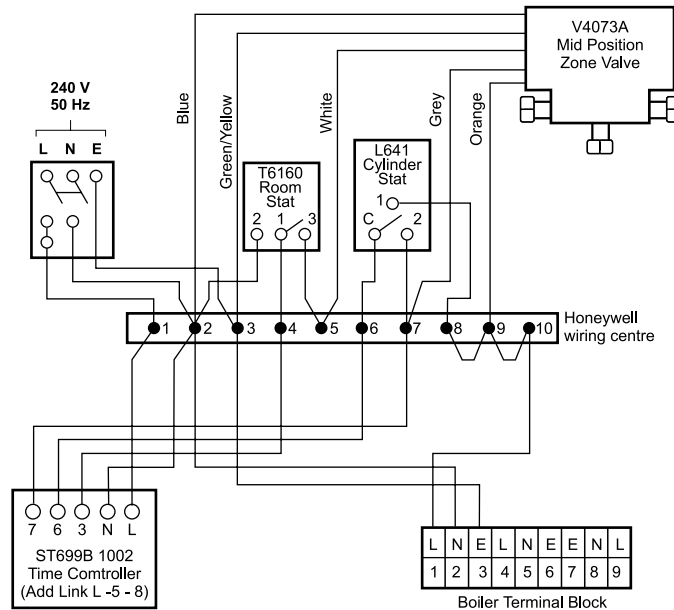 V4073A
Mid Position
Zone Valve
240 V
50 Hz
L N E
Blue
Green/Yellow
White
Grey
Orange
T6160
Room
Stat
2 1 3
L641
Cylinder
Stat
1
C 2
1 2 3 4 5 6 7 8 9 10
Honeywell
wiring centre
7 6 3 N L
ST699B 1002
Time Comtroller
(Add Link L -5 - 8)
L N E L N E E N L
1 2 3 4 5 6 7 8 9
Boiler Terminal Block